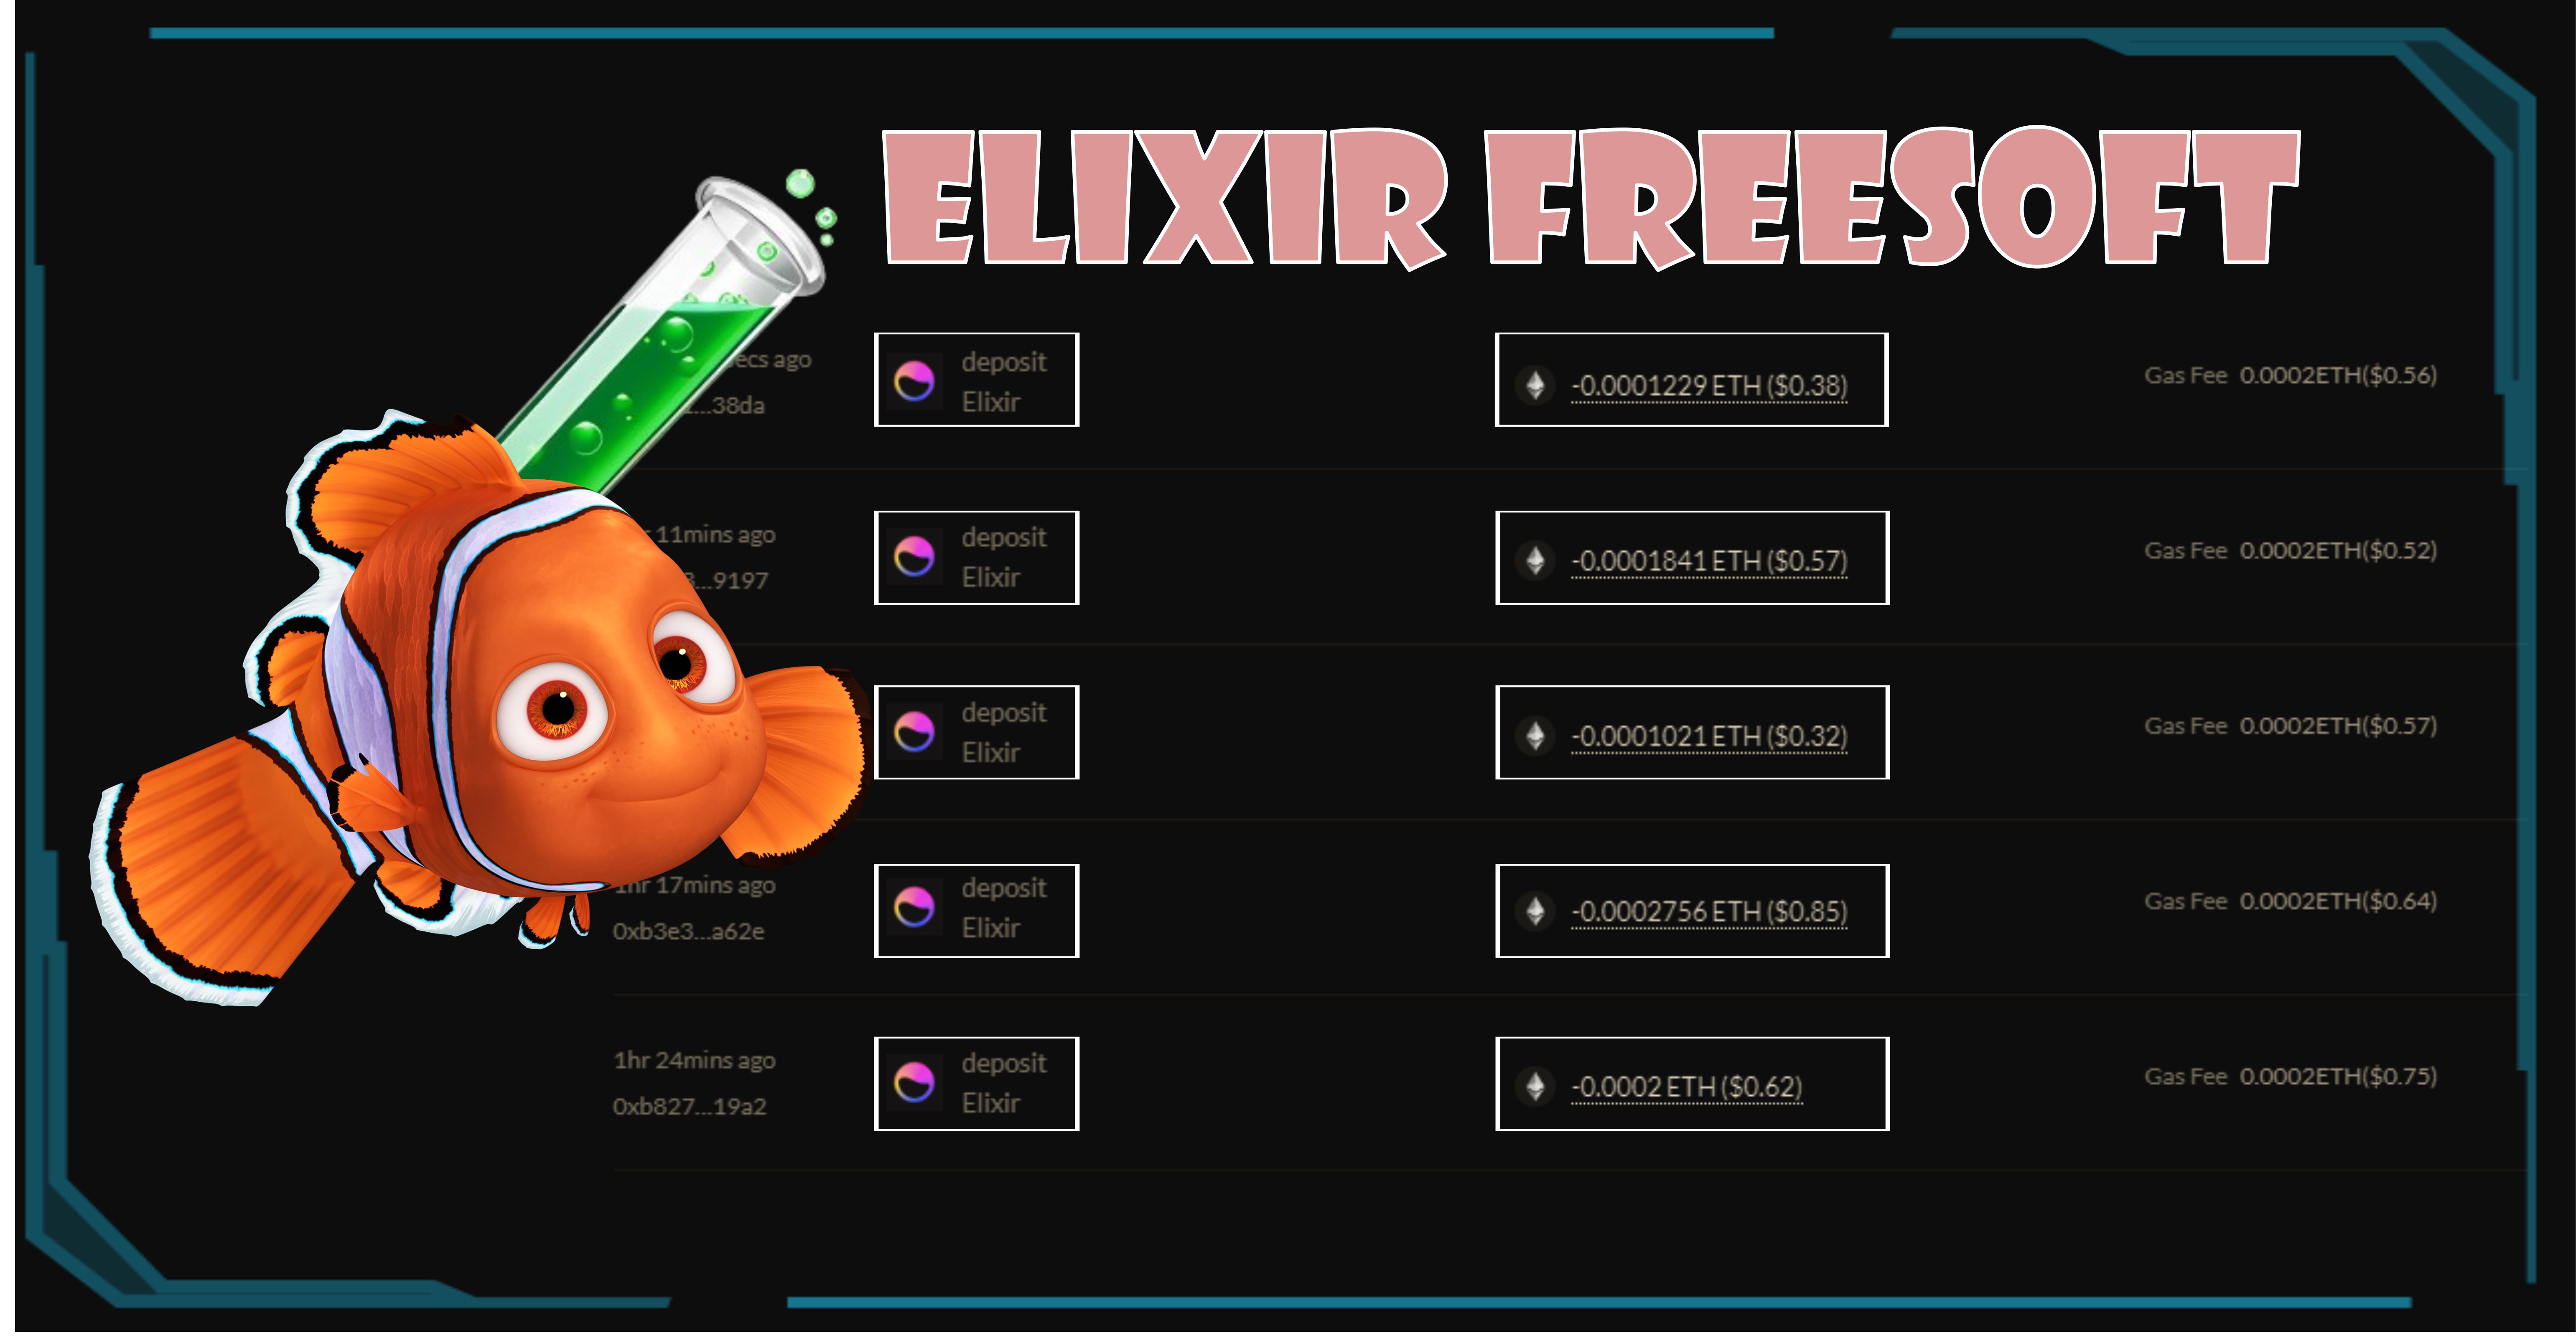 ELIXIR FREESOFT
ago
...38da
deposit
Elixir
-0.0001229 ETH ($0.38)
Gas Fee 0.0002ETH($0.56)
11mins ago
...9197
deposit
Elixir
-0.0001841 ETH ($0.57)
Gas Fee 0.0002ETH($0.52)
deposit
Elixir
-0.0001021 ETH ($0.32)
Gas Fee 0.0002ETH($0.57)
1hr 17mins ago
0xb3e3...a62e
deposit
Elixir
-0.0002756 ETH ($0.85)
Gas Fee 0.0002ETH($0.64)
1hr 24mins ago
0xb827...19a2
deposit
Elixir
-0.0002 ETH ($0.62)
Gas Fee 0.0002ETH($0.75)